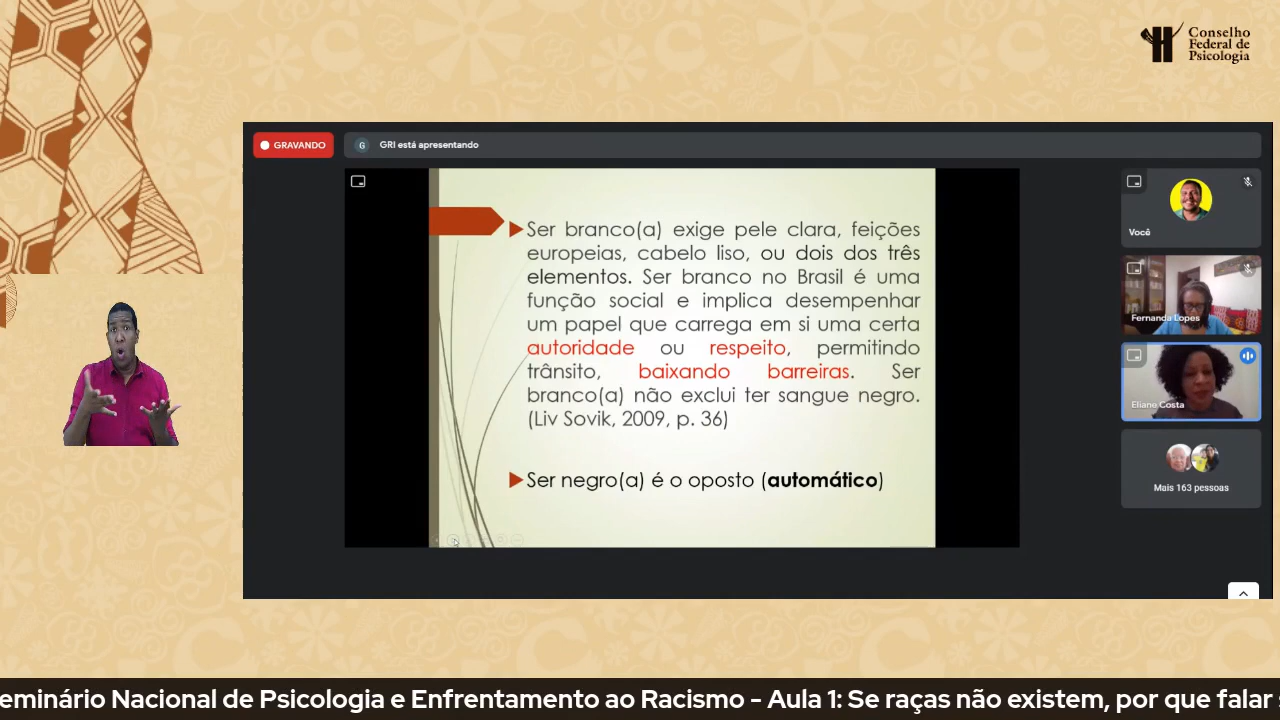 Conselho
Federal de
Psicologia
GRAVANDO
G
GRI está apresentando
Ser branco(a) exige pele clara, feições
europeias, cabelo liso, ou dois dos três
elementos. Ser branco no Brasil é uma
função social e implica desempenhar
um papel que carrega em si uma certa
autoridade ou respeito, permitindo
trânsito, baixando barreiras. Ser
branco(a) não exclui ter sangue negro.
(Liv Sovik, 2009, p. 36)
Ser negro(a) é o oposto (automático)
Você
Fernanda Lopes
Eliane Costa
Mais 163 pessoas
eminário Nacional de Psicologia e Enfrentamento ao Racismo - Aula 1: Se raças não existem, por que falar